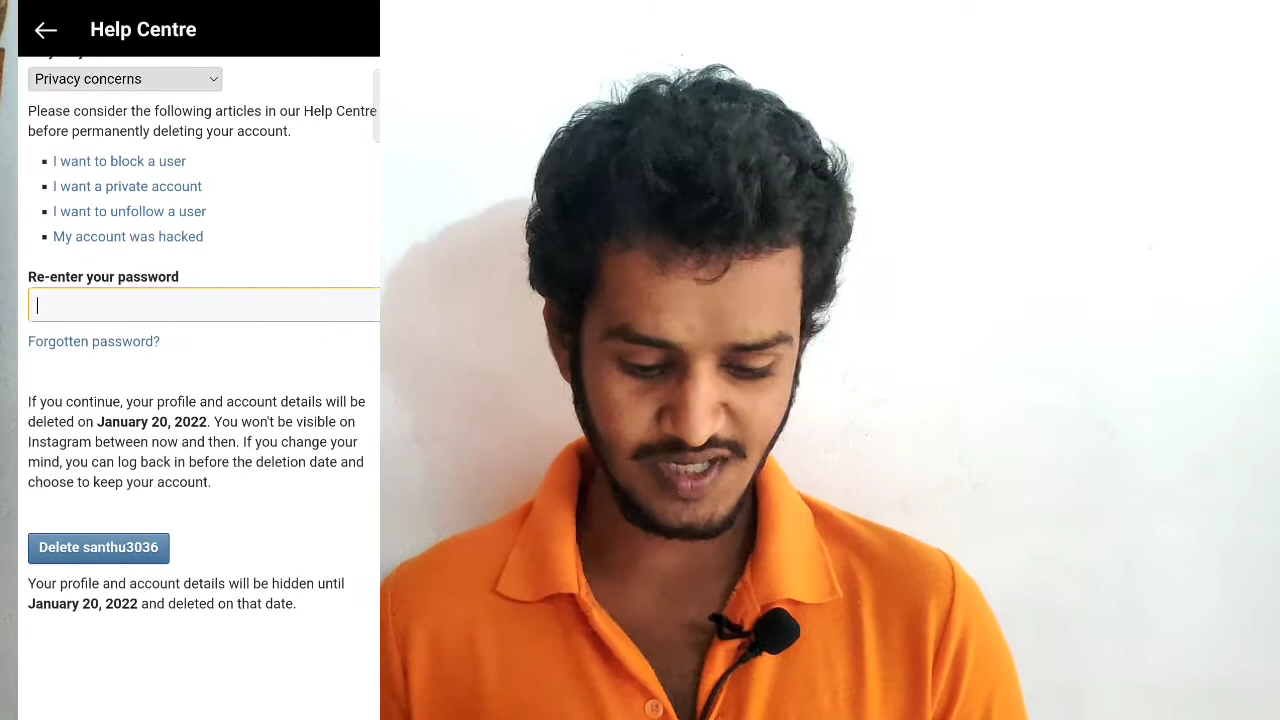 Help Centre
Privacy concerns
Please consider the following articles in our Help Centre
before permanently deleting your account.
I want to block a user
I want a private account
I want to unfollow a user
My account was hacked
Re-enter your password
Forgotten password?
If you continue, your profile and account details will be
deleted on January 20, 2022. You won't be visible on
Instagram between now and then. If you change your
mind, you can log back in before the deletion date and
choose to keep your account.
Delete santhu3036
Your profile and account details will be hidden until
January 20, 2022 and deleted on that date.